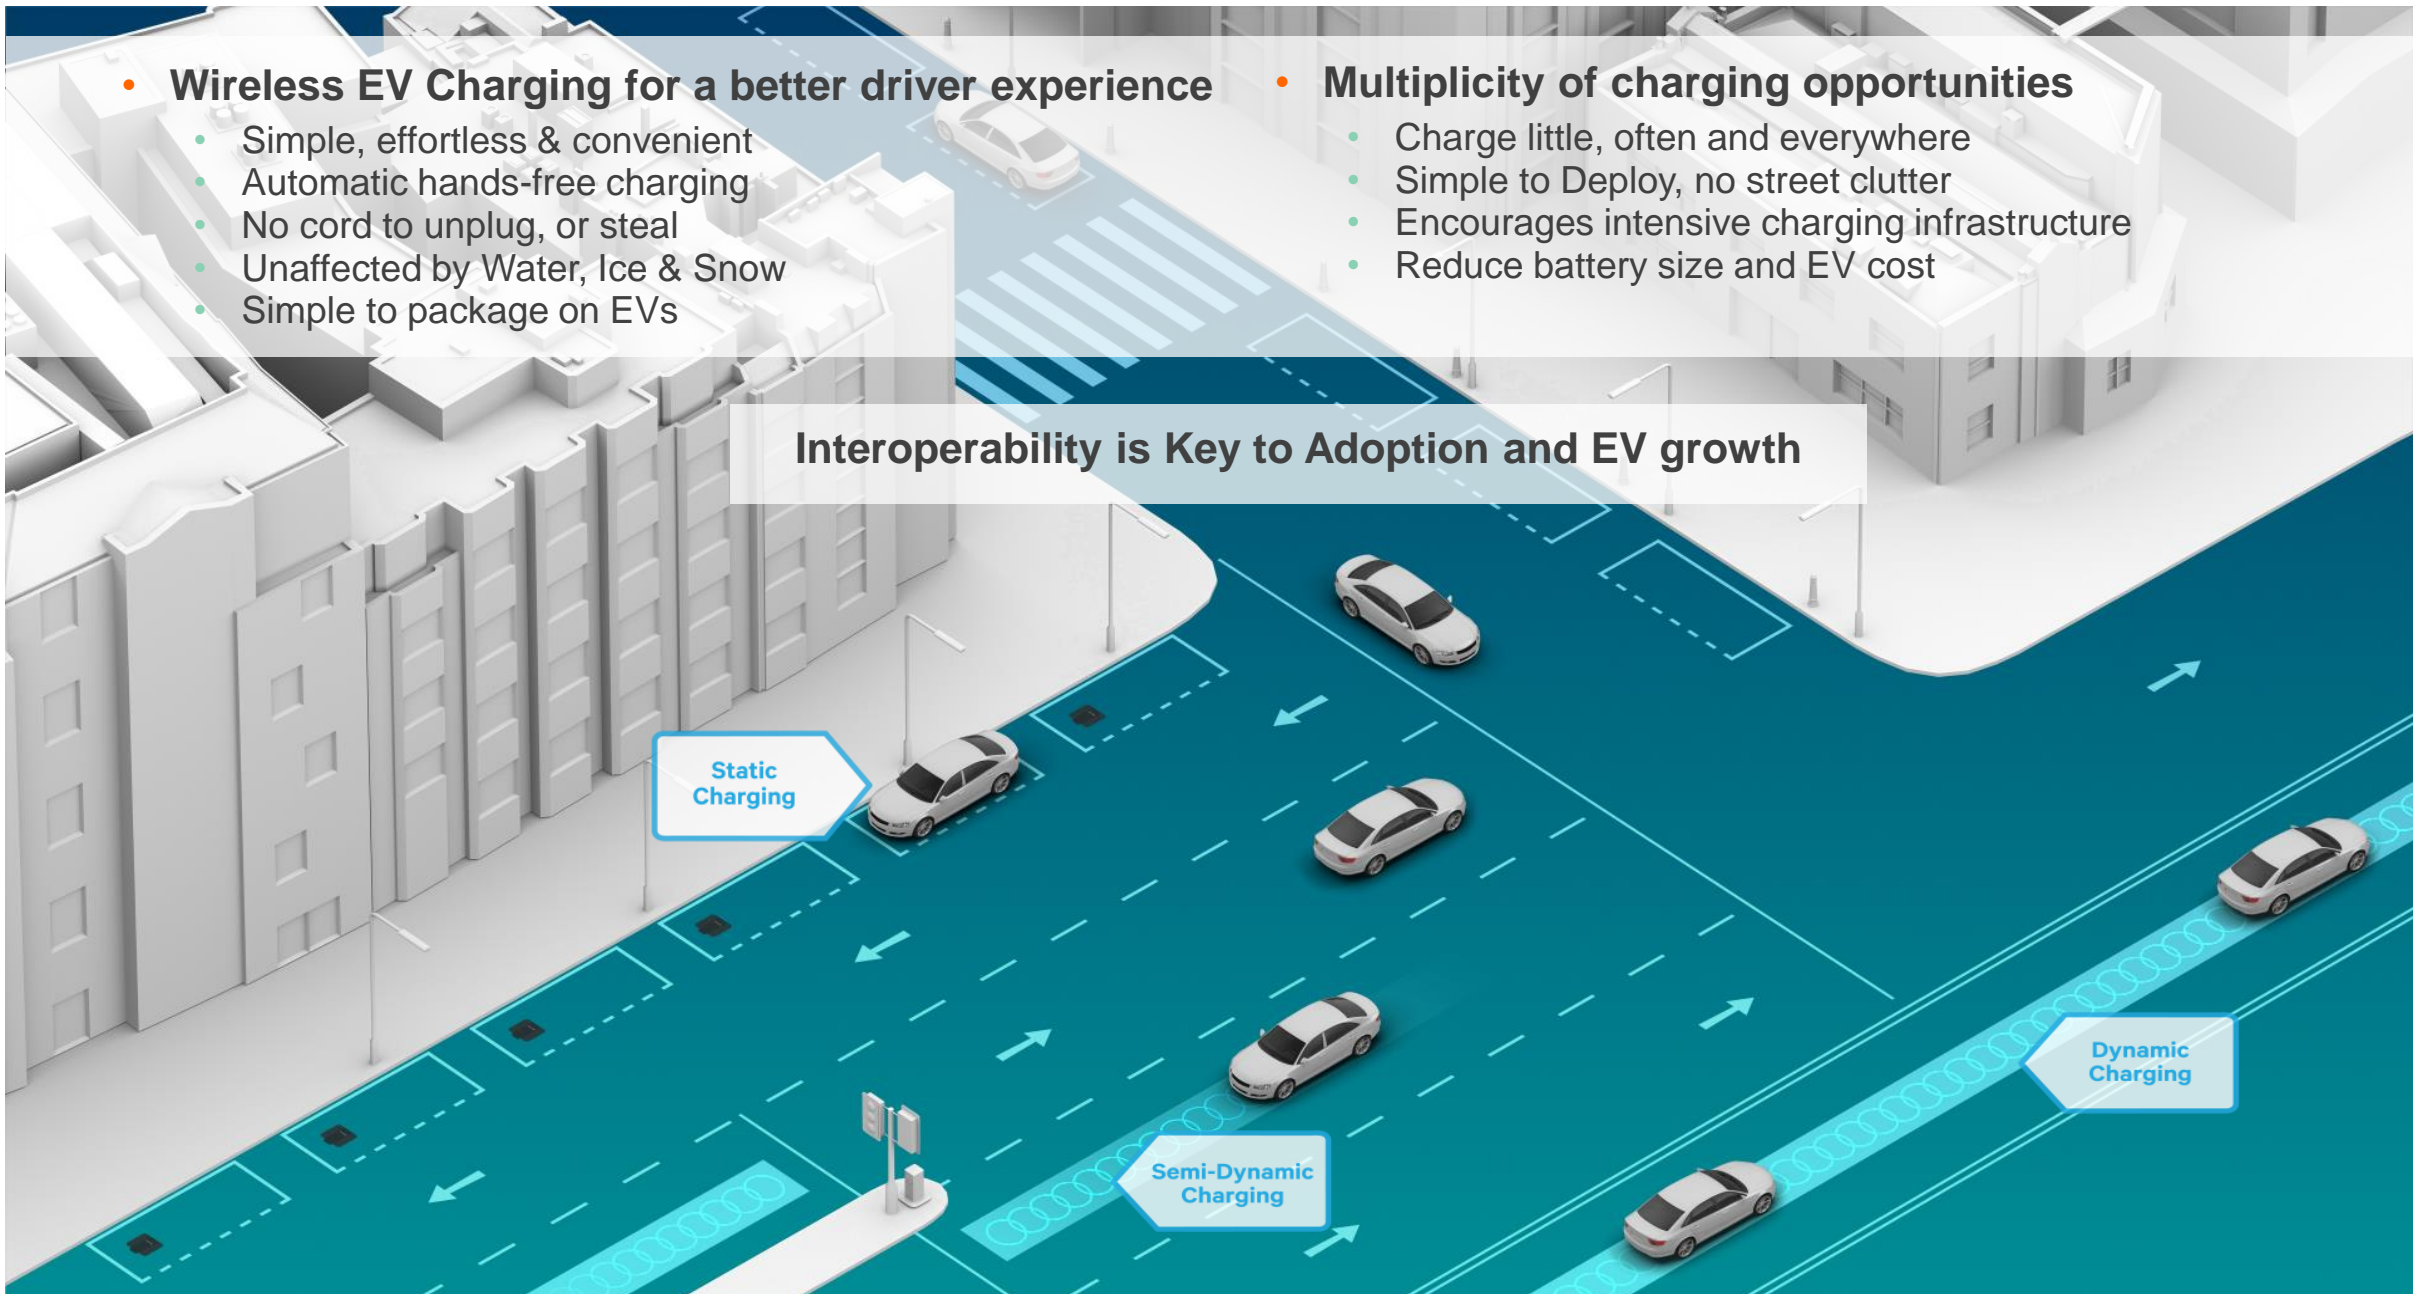 • Wireless EV Charging for a better driver experience
• Simple, effortless & convenient
• Automatic hands-free charging
• No cord to unplug, or steal
• Unaffected by Water, Ice & Snow
• Simple to package on EVs
• Multiplicity of charging opportunities
• Charge little, often and everywhere
• Simple to Deploy, no street clutter
• Encourages intensive charging infrastructure
• Reduce battery size and EV cost
Interoperability is Key to Adoption and EV growth
Static
Charging
Dynamic
Charging
Semi-Dynamic
Charging